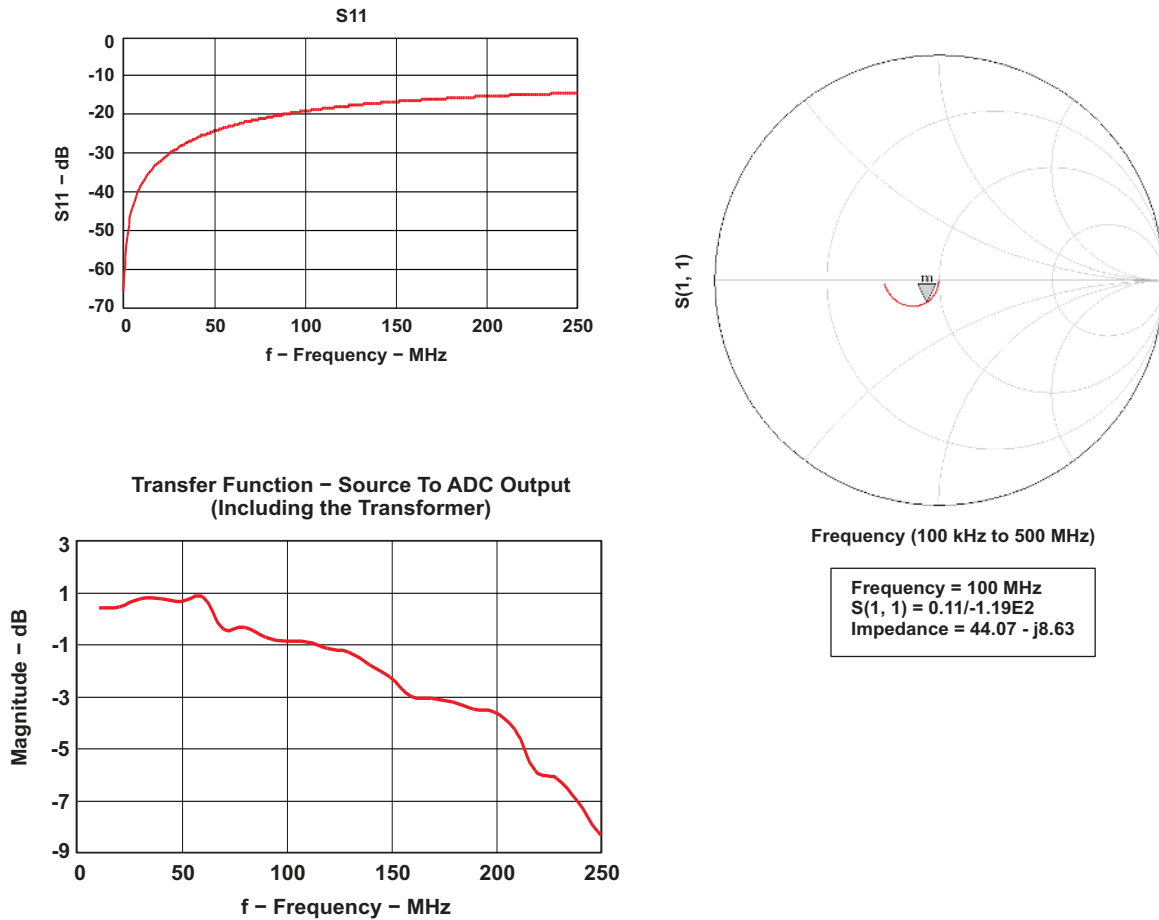 S11
0
-10
-20
-30
-40
-50
-60
-70
S11 – dB
0 50 100 150 200 250
f – Frequency – MHz
S(1, 1)
m
Frequency (100 kHz to 500 MHz)
Frequency = 100 MHz
S(1, 1) = 0.11/-1.19E2
Impedance = 44.07 - j8.63
Transfer Function – Source To ADC Output
(Including the Transformer)
3
1
-1
-3
-5
-7
-9
Magnitude – dB
0 50 100 150 200 250
f – Frequency – MHz